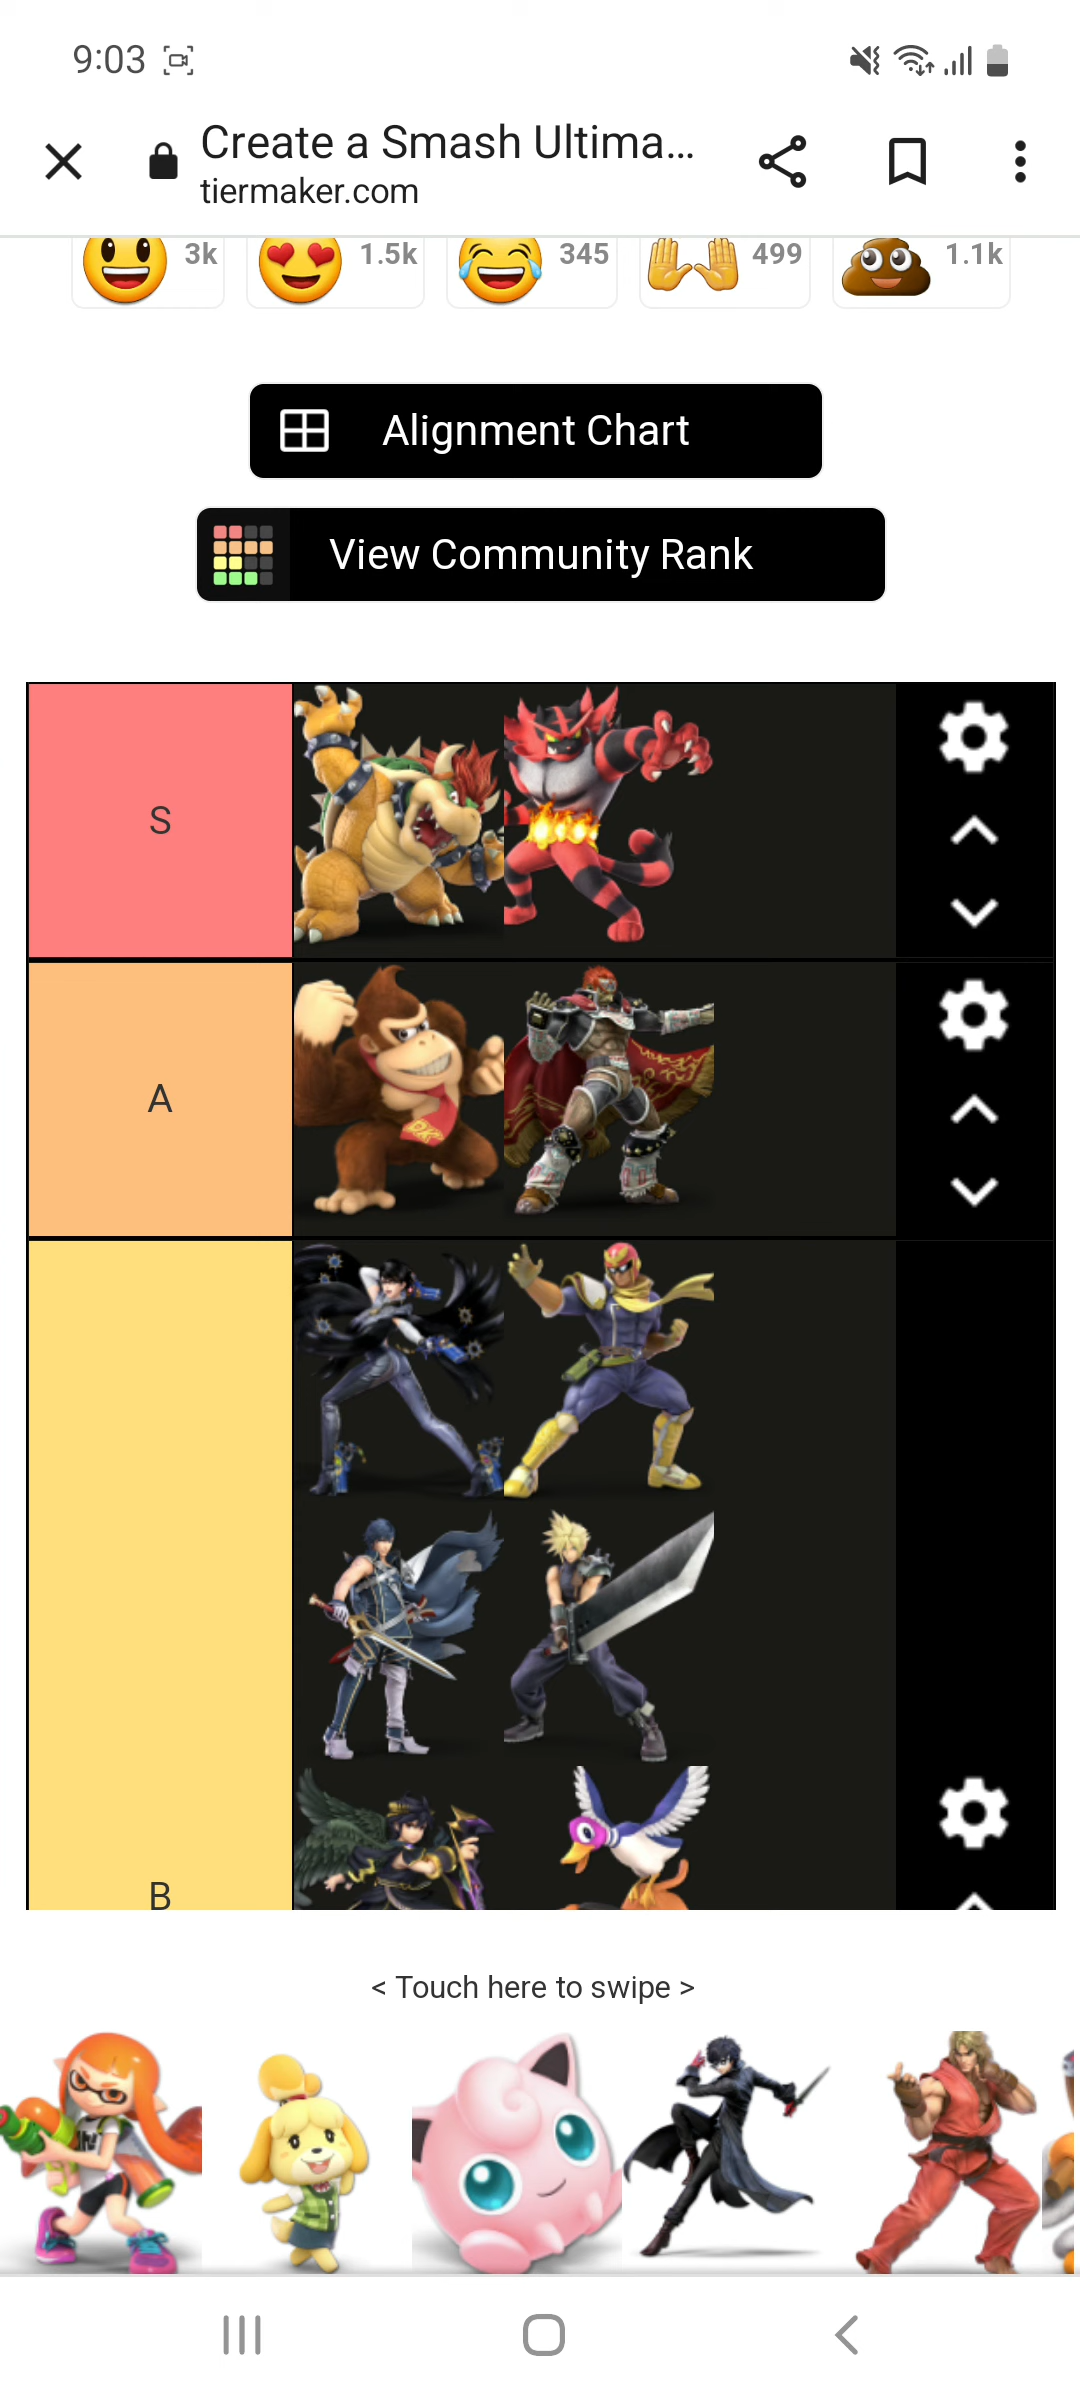 9:03
Create a Smash Ultima...
tiermaker.com
3k 1.5k 345 499 1.1k
Alignment Chart
View Community Rank
S
A
DK
B
< Touch here to swipe >